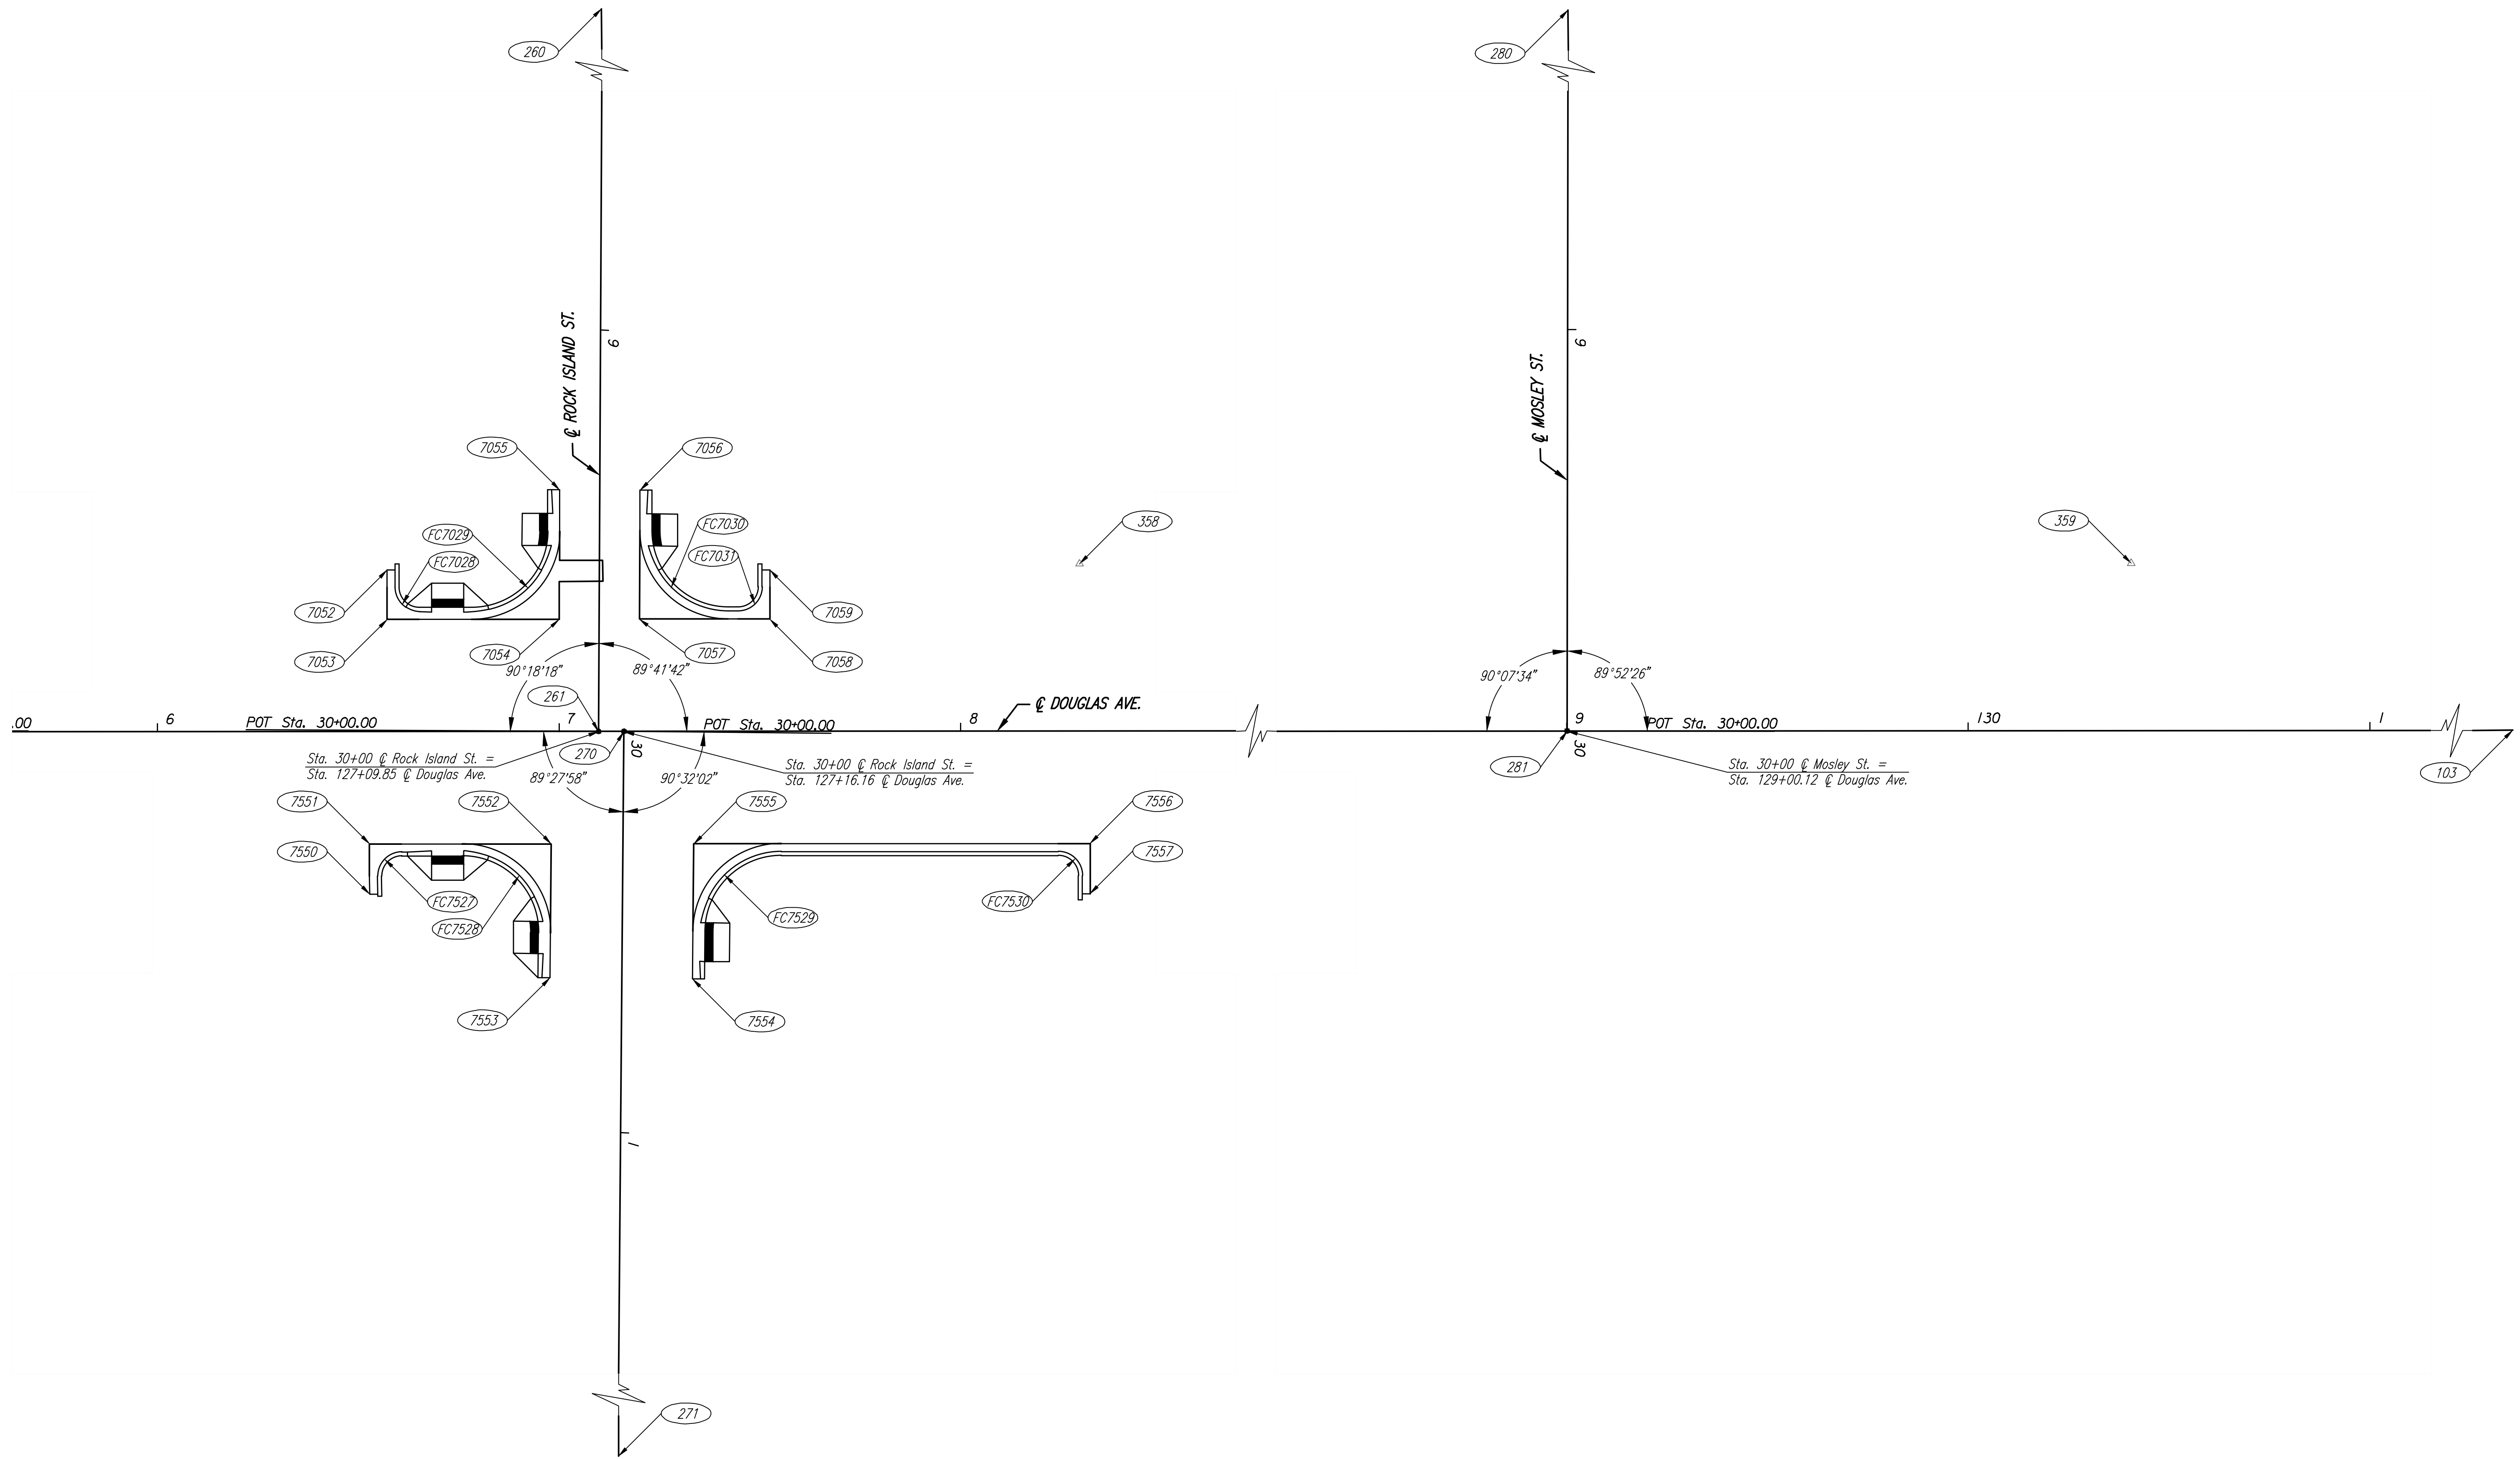 260
280
9
9
℄ ROCK ISLAND ST.
℄ MOSLEY ST.
7055
7056
358
359
FC7029
FC7030
FC7028
FC7031
7052
7059
7053
7054
7057
7058
90°18'18"
89°41'42"
90°07'34"
89°52'26"
261
℄ DOUGLAS AVE.
.00
6
POT Sta. 30+00.00
7
POT Sta. 30+00.00
8
9
POT Sta. 30+00.00
130
1
270
30
30
Sta. 30+00 ℄ Rock Island St. =
Sta. 127+09.85 ℄ Douglas Ave.
Sta. 30+00 ℄ Rock Island St. =
Sta. 127+16.16 ℄ Douglas Ave.
281
Sta. 30+00 ℄ Mosley St. =
Sta. 129+00.12 ℄ Douglas Ave.
103
89°27'58"
90°32'02"
7551
7552
7555
7556
7550
7557
FC7527
FC7528
FC7529
FC7530
7553
7554
1
271